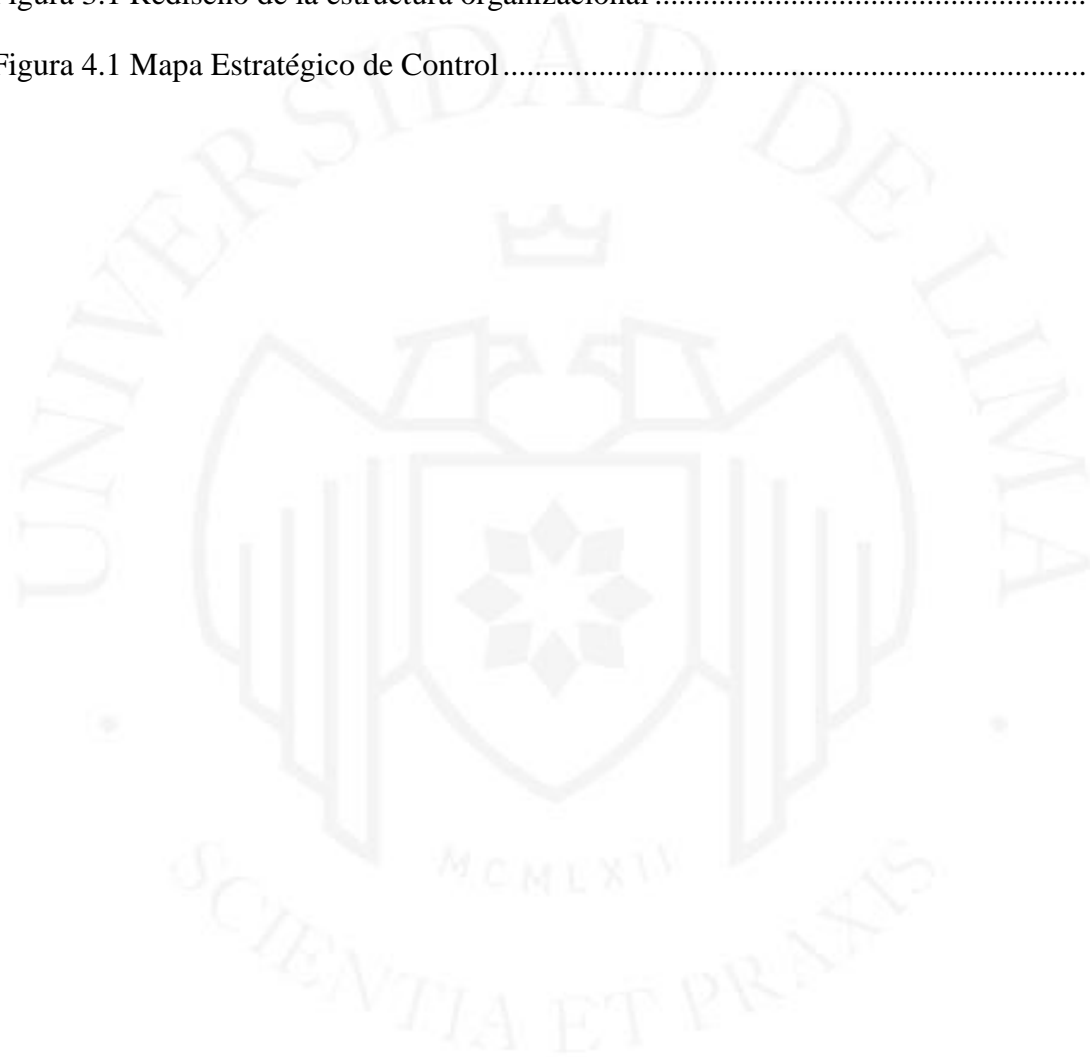 Figura 3.1 Rediseño de la estructura organizacional ....................................................................................
Figura 4.1 Mapa Estratégico de Control ....................................................................................
UNIVERSIDAD DE LIMA
MCMLXII
SCIENTIA ET PRAXIS